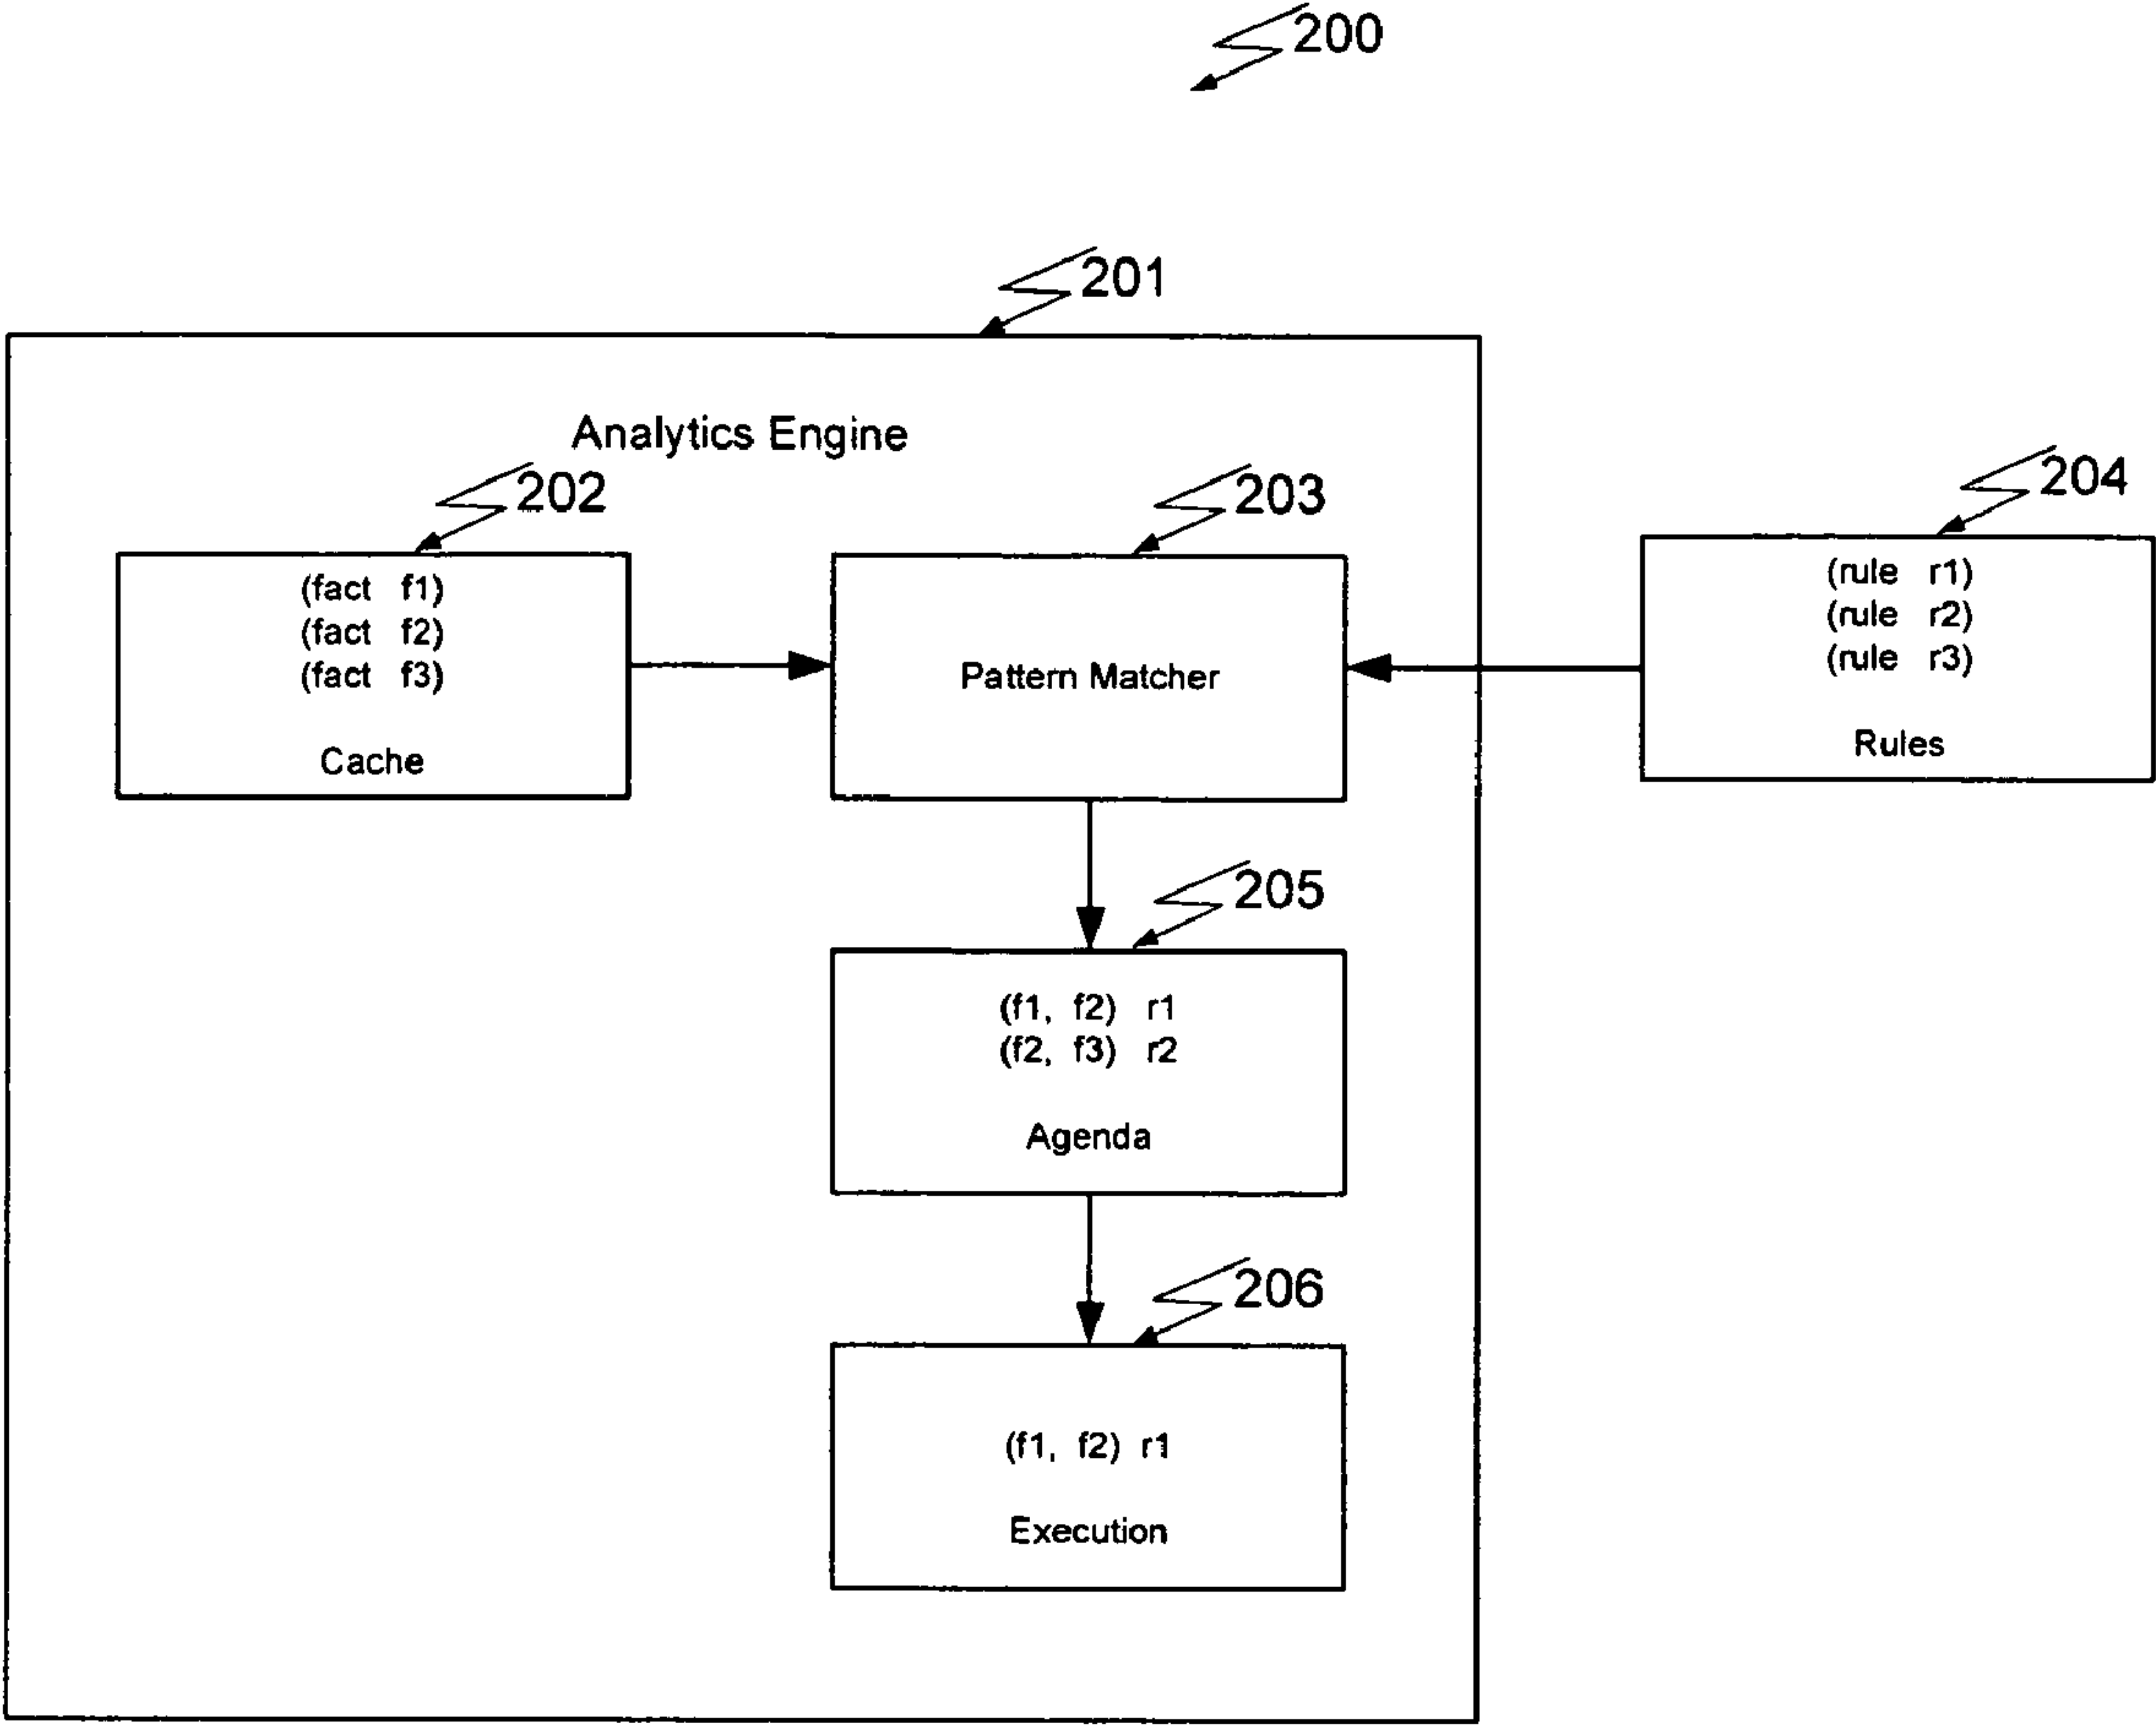 200
201
Analytics Engine
202
203
204
(fact f1)
(fact f2)
(fact f3)
Cache
Pattern Matcher
(rule r1)
(rule r2)
(rule r3)
Rules
205
(f1, f2) r1
(f2, f3) r2
Agenda
206
(f1, f2) r1
Execution